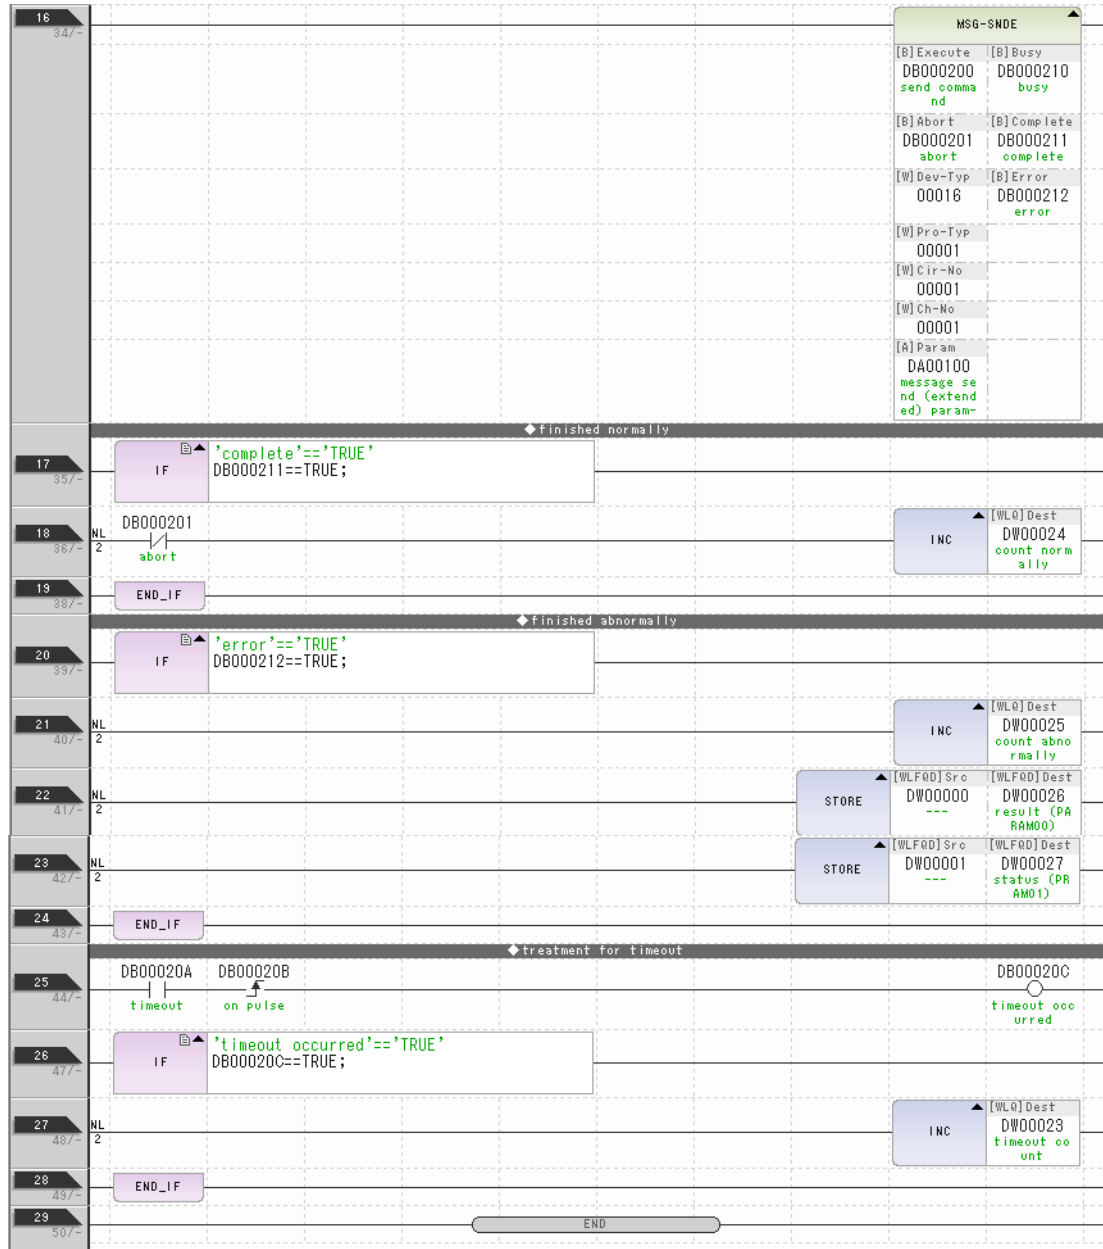 16
34/-
MSG-SNDE
[B]Execute [B]Busy
DB000200 DB000210
send comma busy
nd
[B]Abort [B]Complete
DB000201 DB000211
abort complete
[W]Dev-Typ [B]Error
00016 DB000212
error
[W]Pro-Typ
00001
[W]Cir-No
00001
[W]Ch-No
00001
[A]Param
DA00100
message se
nd (extend
ed) param-
◆finished normally
17
35/-
IF
'complete'=='TRUE'
DB000211==TRUE;
18
36/-
NL
2
DB000201
abort
INC
[WLQ]Dest
DW00024
count norm
ally
19
38/-
END_IF
◆finished abnormally
20
39/-
IF
'error'=='TRUE'
DB000212==TRUE;
21
40/-
NL
2
INC
[WLQ]Dest
DW00025
count abno
rmally
22
41/-
NL
2
STORE
[WLFQD]Src [WLFQD]Dest
DW00000 DW00026
--- result (PA
RAM00)
23
42/-
NL
2
STORE
[WLFQD]Src [WLFQD]Dest
DW00001 DW00027
--- status (PR
AM01)
24
43/-
END_IF
◆treatment for timeout
25
44/-
DB00020A DB00020B DB00020C
timeout on pulse timeout occ
urred
26
47/-
IF
'timeout occurred'=='TRUE'
DB00020C==TRUE;
27
48/-
NL
2
INC
[WLQ]Dest
DW00023
timeout co
unt
28
49/-
END_IF
29
50/-
END